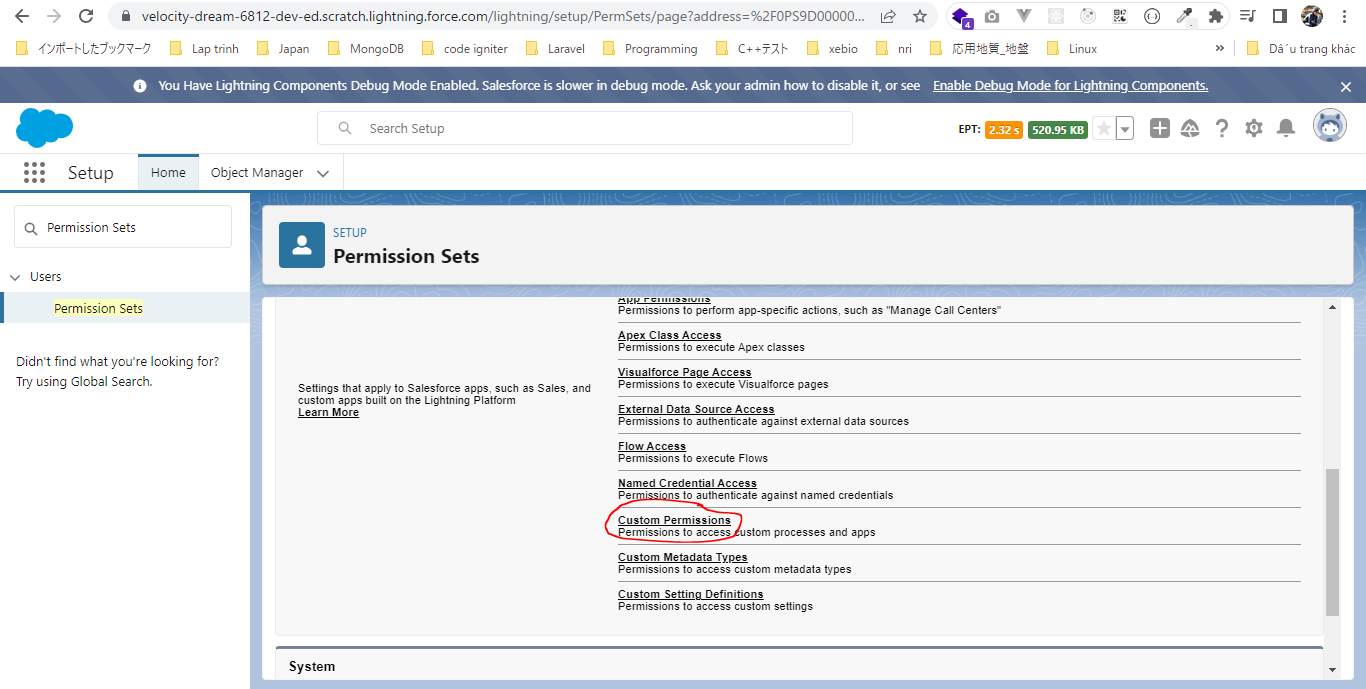 velocity-dream-6812-dev-ed.scratch.lightning.force.com/lightning/setup/PermSets/page?address=%2F0PS9D00000...
4
インポートしたブックマーク Lap trinh Japan MongoDB code igniter Laravel Programming C++テスト xebio nri 応用地質_地盤 Linux » Dấu trang khác
You Have Lightning Components Debug Mode Enabled. Salesforce is slower in debug mode. Ask your admin how to disable it, or see Enable Debug Mode for Lightning Components.
Search Setup
EPT: 2.32 s 520.95 KB
Setup Home Object Manager
Permission Sets
Users
Permission Sets
Didn't find what you're looking for?
Try using Global Search.
SETUP
Permission Sets
Settings that apply to Salesforce apps, such as Sales, and
custom apps built on the Lightning Platform
Learn More
App Permissions
Permissions to perform app-specific actions, such as "Manage Call Centers"
Apex Class Access
Permissions to execute Apex classes
Visualforce Page Access
Permissions to execute Visualforce pages
External Data Source Access
Permissions to authenticate against external data sources
Flow Access
Permissions to execute Flows
Named Credential Access
Permissions to authenticate against named credentials
Custom Permissions
Permissions to access custom processes and apps
Custom Metadata Types
Permissions to access custom metadata types
Custom Setting Definitions
Permissions to access custom settings
System